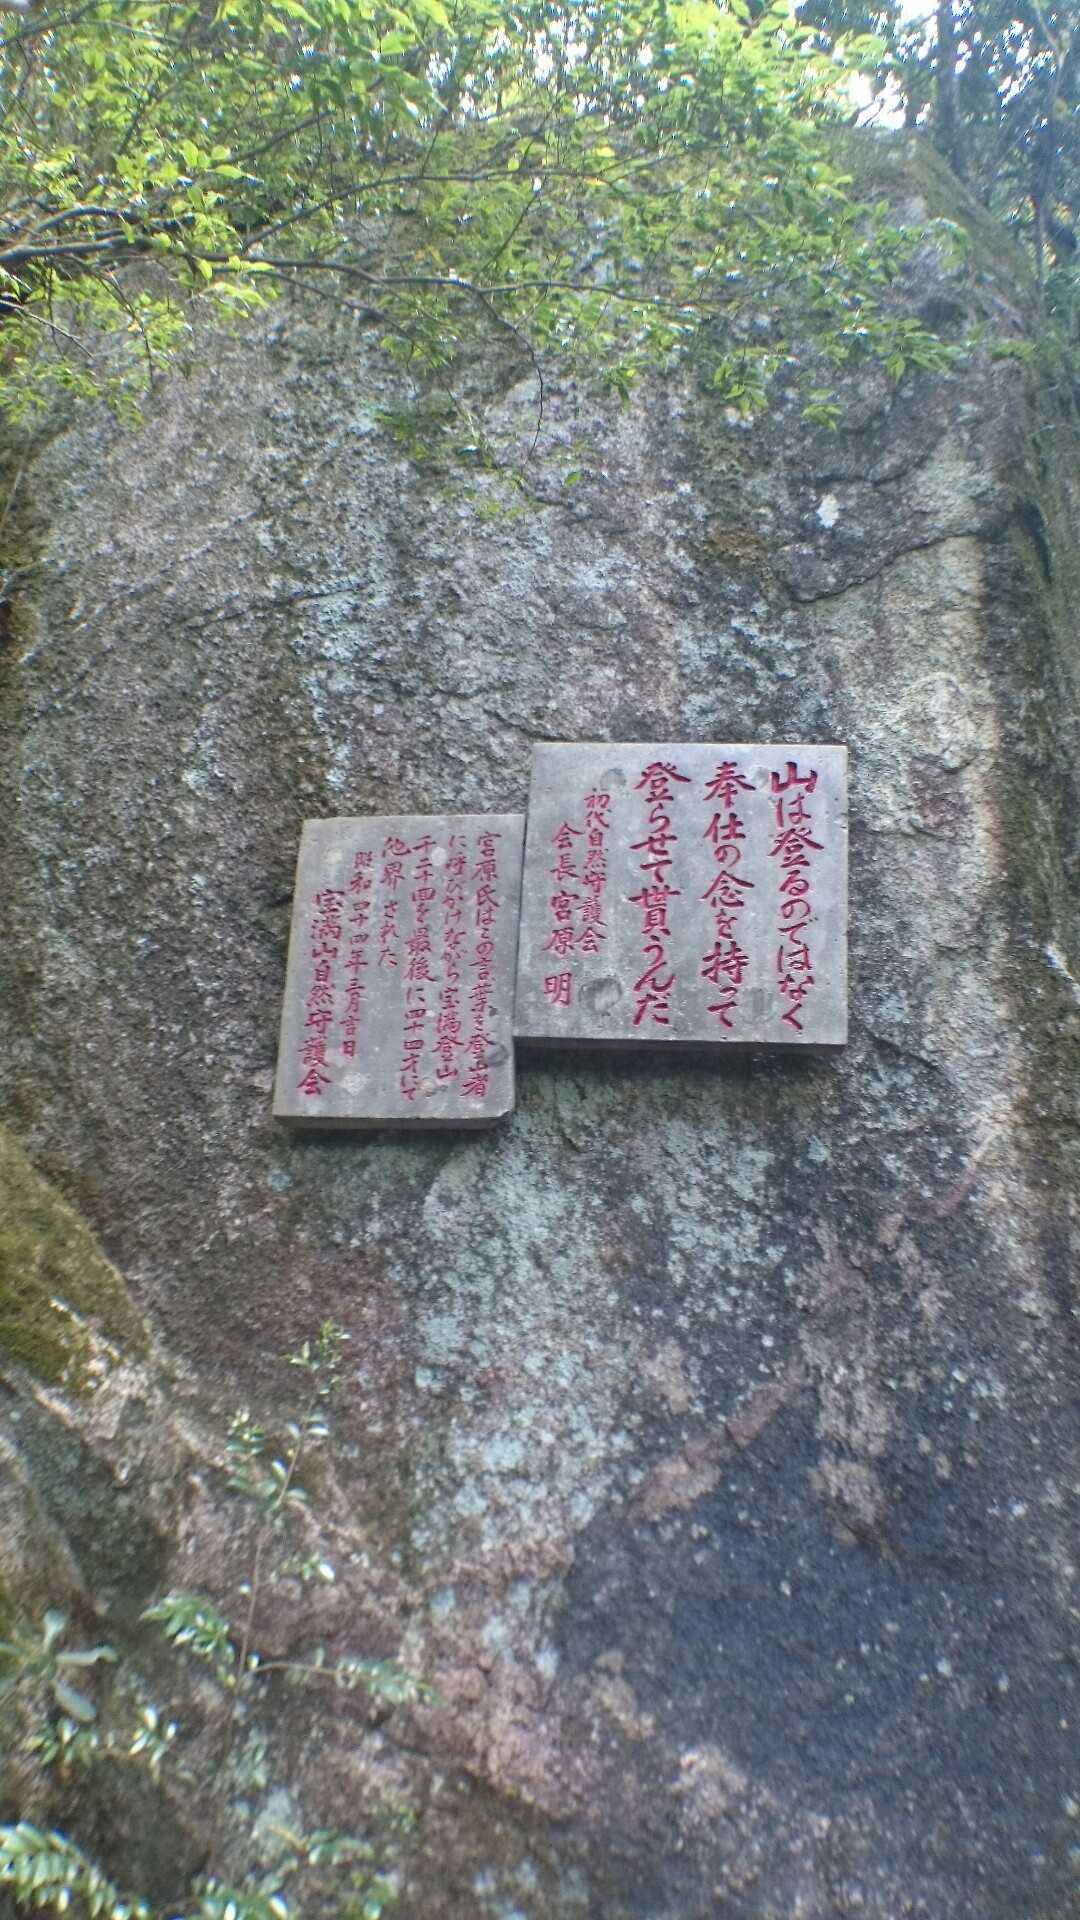 山は登るのではなく
奉仕の念を持って
登らせて貰うんだ
初代自然守護会
会長 宮原 明
宮原氏はこの言葉を登山者
に呼びかけながら宝満登山
千二十回を最後に四十四才にて
他界された
昭和四十四年三月吉日
宝満山自然守護会